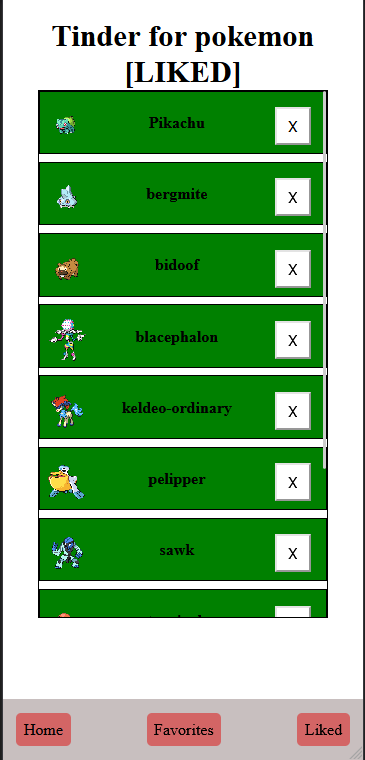 Tinder for pokemon
[LIKED]
Pikachu X
bergmite X
bidoof X
blacephalon X
keldeo-ordinary X
pelipper X
sawk X
Home Favorites Liked